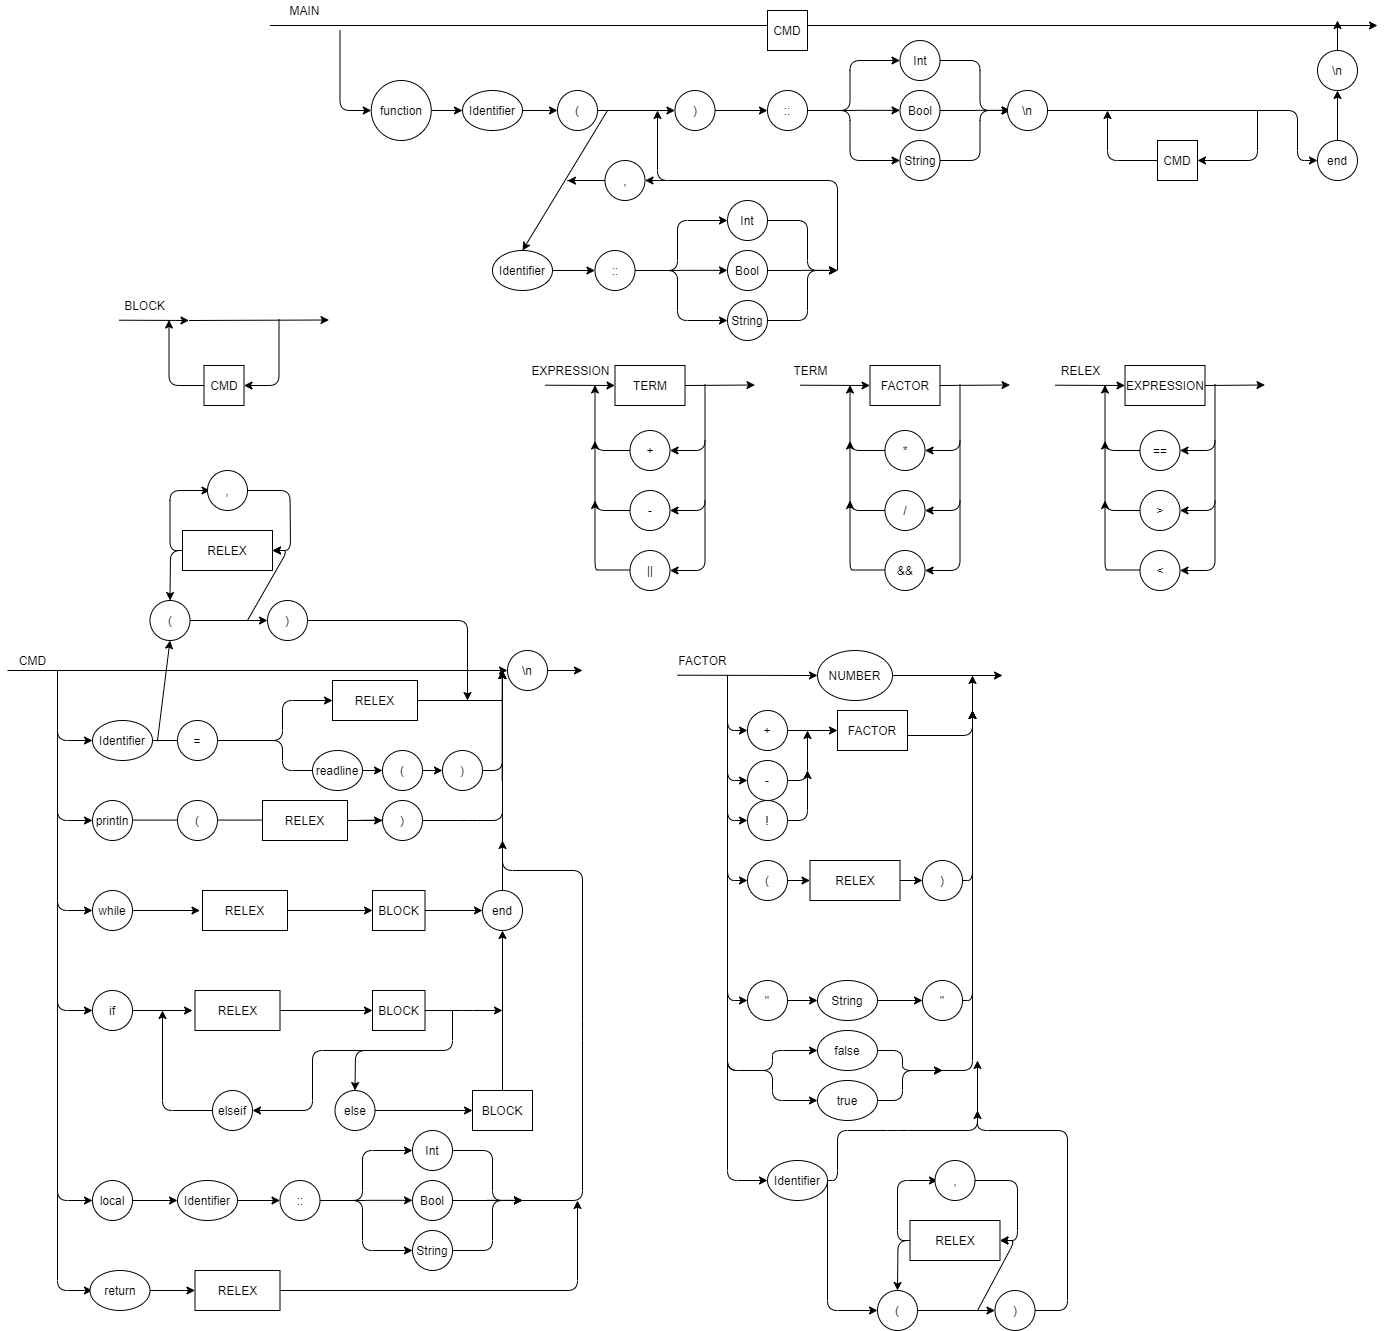 MAIN
CMD
function Identifier ( ) :: Int \n \n
Bool
String
CMD end
,
Identifier :: Int
Bool
String
BLOCK
CMD
EXPRESSION TERM
+
-
||
TERM FACTOR
*
/
&&
RELEX EXPRESSION
==
>
<
,
RELEX
( )
CMD \n
Identifier = RELEX
readline ( )
println ( RELEX )
while RELEX BLOCK end
if RELEX BLOCK
elseif else BLOCK
local Identifier :: Int
Bool
String
return RELEX
FACTOR NUMBER
+ FACTOR
-
!
( RELEX )
" String "
false
true
Identifier ,
RELEX
( )